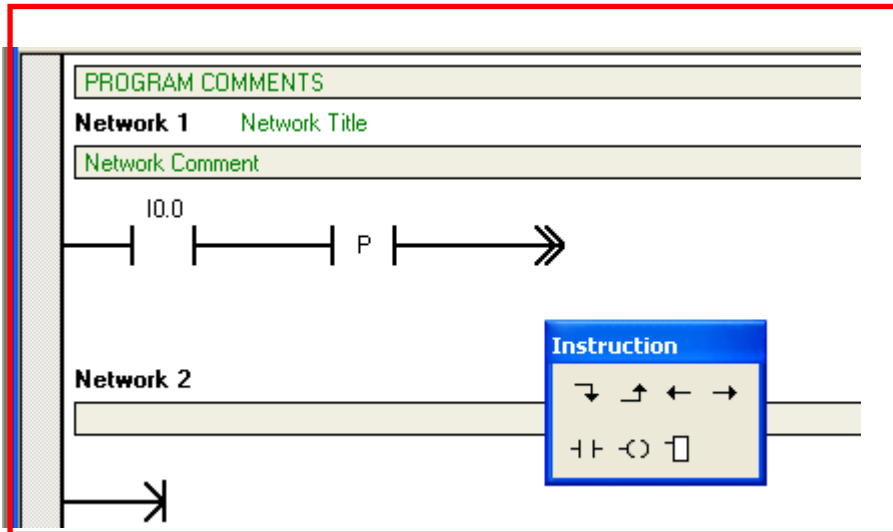 PROGRAM COMMENTS
Network 1 Network Title
Network Comment
I0.0
P
Instruction
Network 2